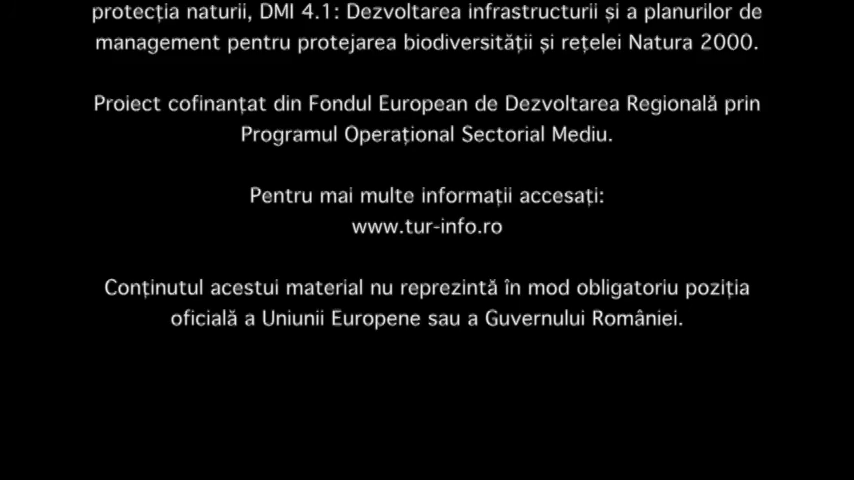 protecția naturii, DMI 4.1: Dezvoltarea infrastructurii și a planurilor de
management pentru protejarea biodiversității și rețelei Natura 2000.
Proiect cofinanțat din Fondul European de Dezvoltarea Regională prin
Programul Operațional Sectorial Mediu.
Pentru mai multe informații accesați:
www.tur-info.ro
Conținutul acestui material nu reprezintă în mod obligatoriu poziția
oficială a Uniunii Europene sau a Guvernului României.